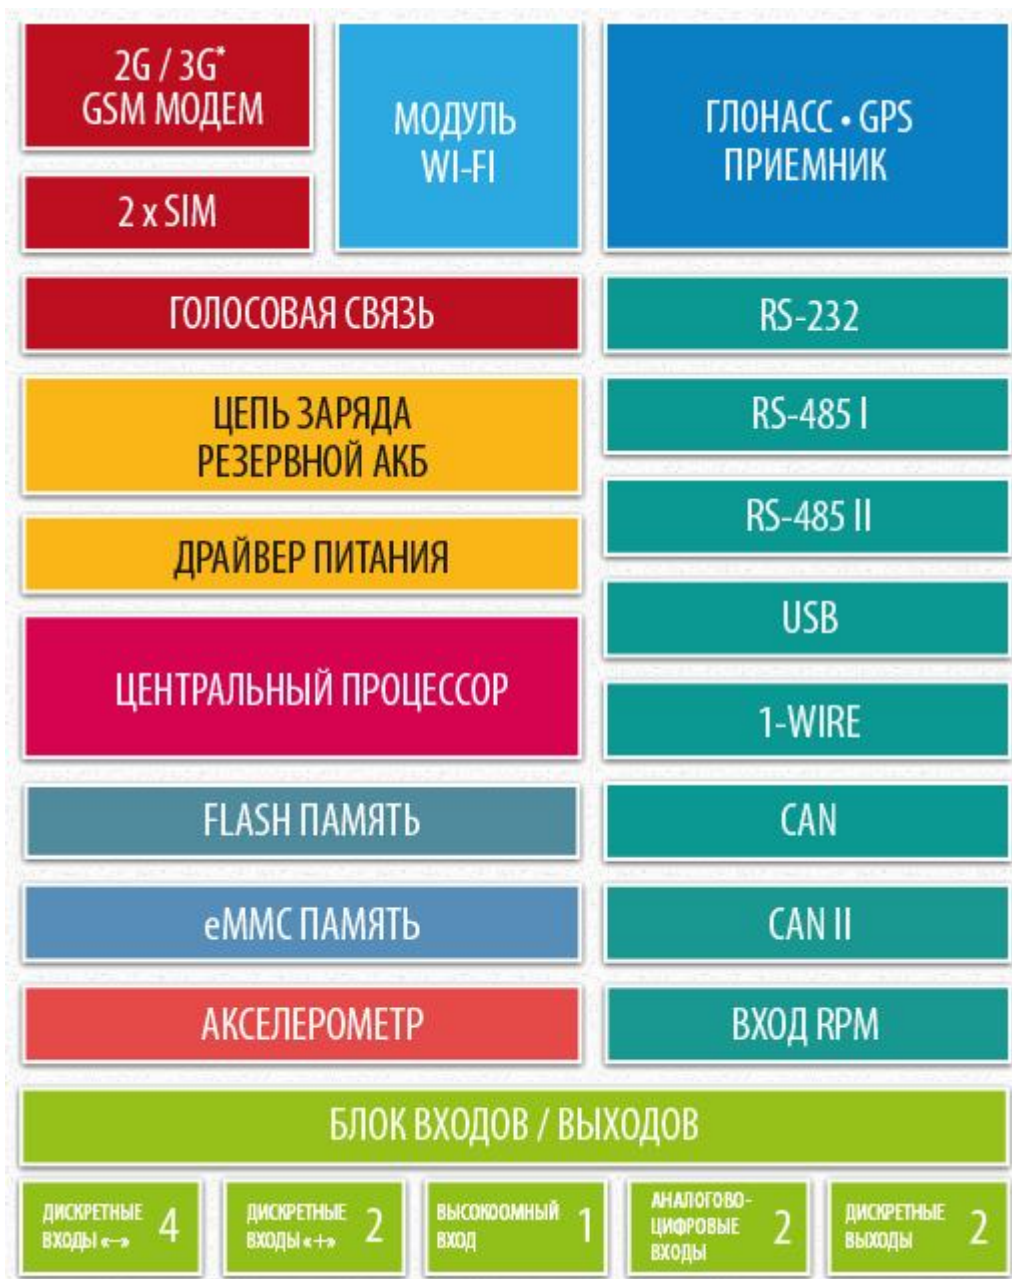 2G / 3G*
GSM МОДЕМ
2 x SIM
МОДУЛЬ
WI-FI
ГЛОНАСС • GPS
ПРИЕМНИК
ГОЛОСОВАЯ СВЯЗЬ
ЦЕПЬ ЗАРЯДА
РЕЗЕРВНОЙ АКБ
ДРАЙВЕР ПИТАНИЯ
ЦЕНТРАЛЬНЫЙ ПРОЦЕССОР
FLASH ПАМЯТЬ
eMMC ПАМЯТЬ
АКСЕЛЕРОМЕТР
RS-232
RS-485 I
RS-485 II
USB
1-WIRE
CAN
CAN II
ВХОД RPM
БЛОК ВХОДОВ / ВЫХОДОВ
ДИСКРЕТНЫЕ
ВХОДЫ «–»
4
ДИСКРЕТНЫЕ
ВХОДЫ «+»
2
ВЫСОКООМНЫЙ
ВХОД
1
АНАЛОГОВО-
ЦИФРОВЫЕ
ВХОДЫ
2
ДИСКРЕТНЫЕ
ВЫХОДЫ
2